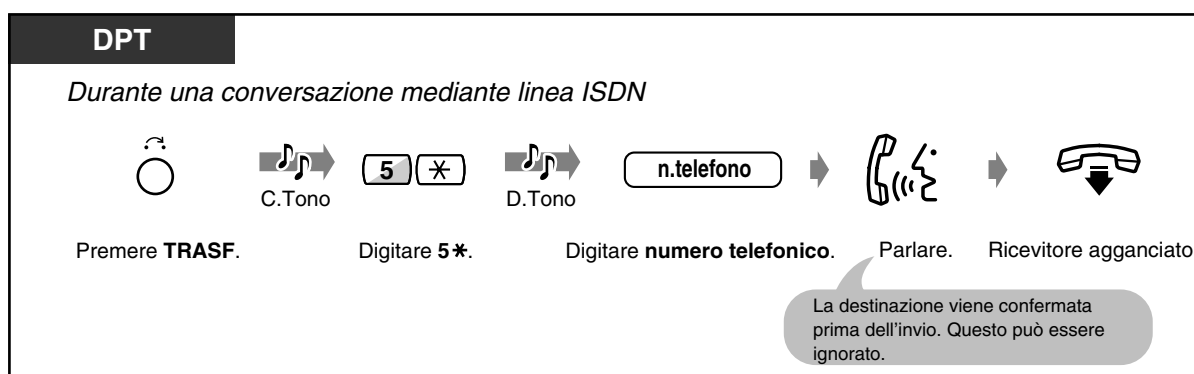 DPT
Durante una conversazione mediante linea ISDN
C.Tono
5 *
D.Tono
n.telefono
Premere TRASF.
Digitare 5*.
Digitare numero telefonico.
Parlare.
Ricevitore agganciato
La destinazione viene confermata
prima dell'invio. Questo può essere
ignorato.